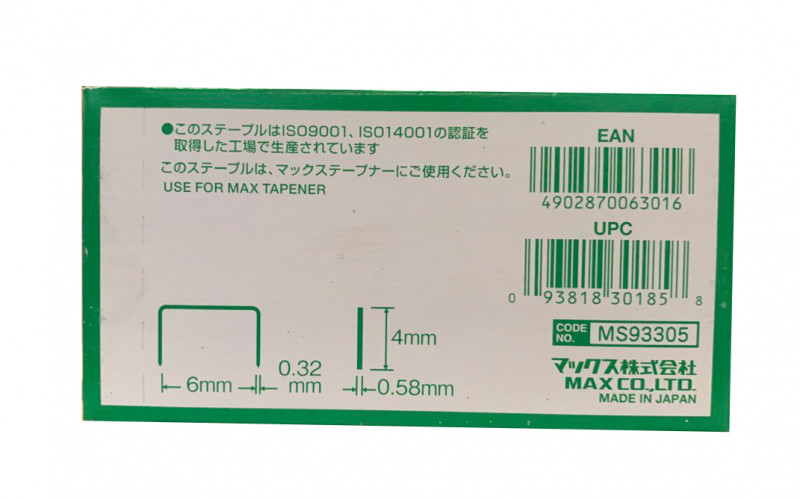 ●このステープルはISO9001、ISO14001の認証を
取得した工場で生産されています
このステープルは、マックステープナーにご使用ください。
USE FOR MAX TAPENER
EAN
4902870063016
UPC
0 93818 30185 8
CODE NO. MS93305
マックス株式会社
MAX CO., LTD.
MADE IN JAPAN
4mm
6mm
0.32 mm
0.58mm